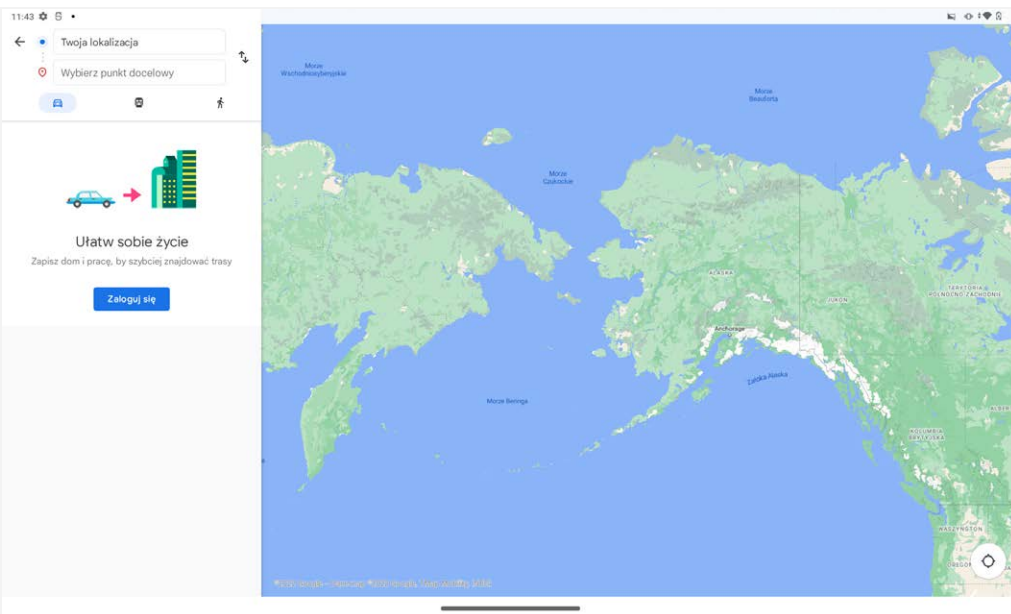 11:43
Twoja lokalizacja
Wybierz punkt docelowy
Ułatw sobie życie
Zapisz dom i pracę, by szybciej znajdować trasy
Zaloguj się
Morze
Wschodniosyberyjskie
Morze
Beauforta
Morze
Czukockie
ALASKA
JUKON
TERYTORIA
PÓŁNOCNO-ZACHODNIE
Anchorage
Zatoka Alaska
Morze Beringa
ALBER
KOLUMBIA
BRYTYJSKA
WASZYNGTON
OREGON